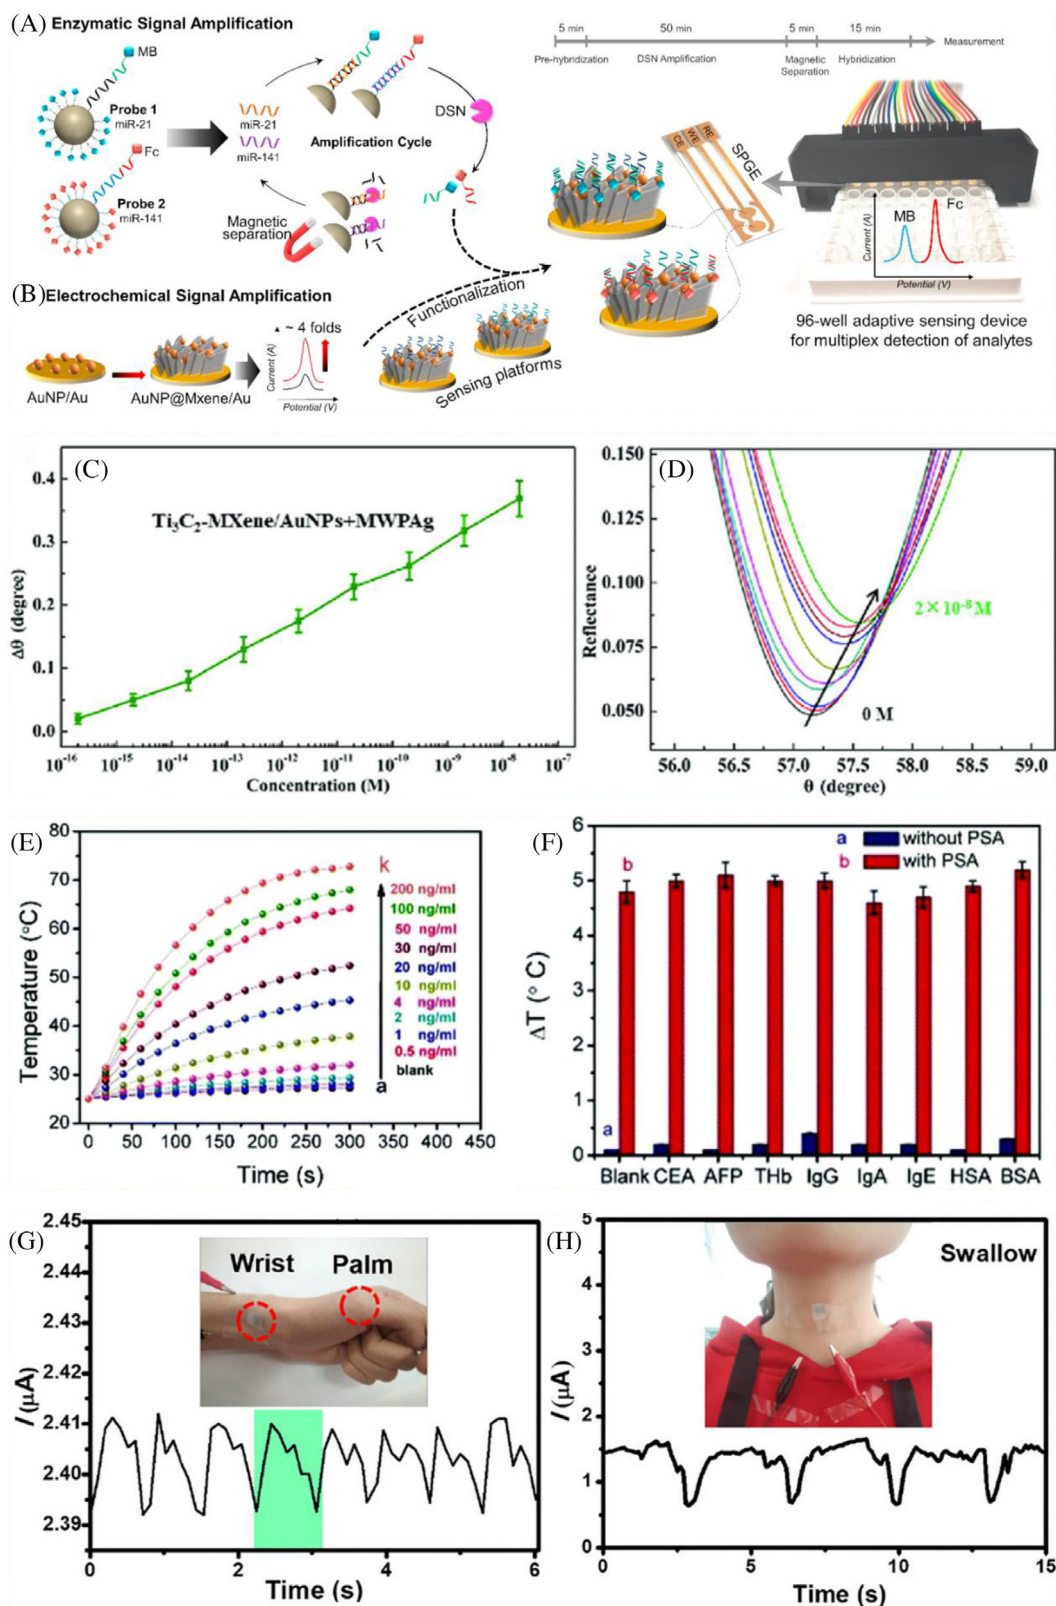 (A) Enzymatic Signal Amplification
MB
Probe 1
miR-21
Fc
Probe 2
miR-141
miR-21
miR-141
Amplification Cycle
DSN
Magnetic
separation
5 min
50 min
5 min
15 min
Measurement
Pre-hybridization
DSN Amplification
Magnetic
Separation
Hybridization
CE
WE
RE
SPGE
MB
Fc
Current (A)
Potential (V)
96-well adaptive sensing device
for multiplex detection of analytes
(B) Electrochemical Signal Amplification
AuNP/Au
AuNP@Mxene/Au
▲ ~ 4 folds
Current (A)
Potential (V)
Functionalization
Sensing platforms
(C)
Ti3C2-MXene/AuNPs+MWPAg
Δθ (degree)
0.4
0.3
0.2
0.1
0.0
10^-16 10^-15 10^-14 10^-13 10^-12 10^-11 10^-10 10^-9 10^-8 10^-7
Concentration (M)
(D)
Reflectance
0.150
0.125
0.100
0.075
0.050
2×10^-8 M
0 M
56.0 56.5 57.0 57.5 58.0 58.5 59.0
θ (degree)
(E)
Temperature (°C)
80
70
60
50
40
30
20
k
200 ng/ml
100 ng/ml
50 ng/ml
30 ng/ml
20 ng/ml
10 ng/ml
4 ng/ml
2 ng/ml
1 ng/ml
0.5 ng/ml
blank
a
0 50 100 150 200 250 300 350 400 450
Time (s)
(F)
a without PSA
b with PSA
ΔT (° C)
6
5
4
3
2
1
0
b
a
Blank CEA AFP THb IgG IgA IgE HSA BSA
(G)
Wrist Palm
I (μA)
2.45
2.44
2.43
2.42
2.41
2.40
2.39
0 2 4 6
Time (s)
(H)
Swallow
I (μA)
5
4
3
2
1
0
0 5 10 15
Time (s)